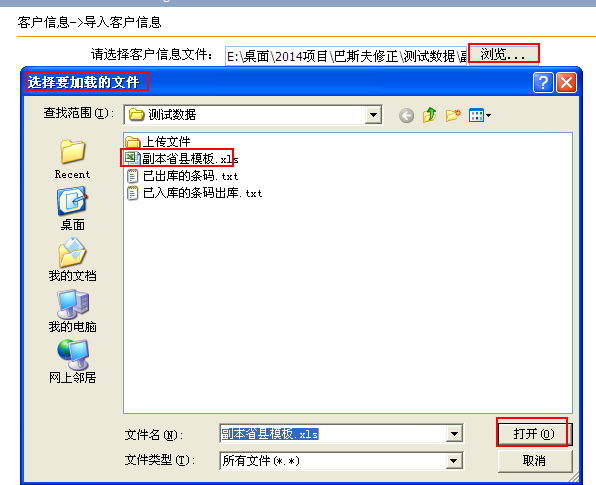 客户信息->导入客户信息
请选择客户信息文件： E:\桌面\2014项目\巴斯夫修正\测试数据\ 浏览...
选择要加载的文件
查找范围(I): 测试数据
上传文件
副本省县模板.xls
已出库的条码.txt
已入库的条码出库.txt
Recent
桌面
我的文档
我的电脑
网上邻居
文件名(N): 副本省县模板.xls 打开(O)
文件类型(T): 所有文件(*.*) 取消